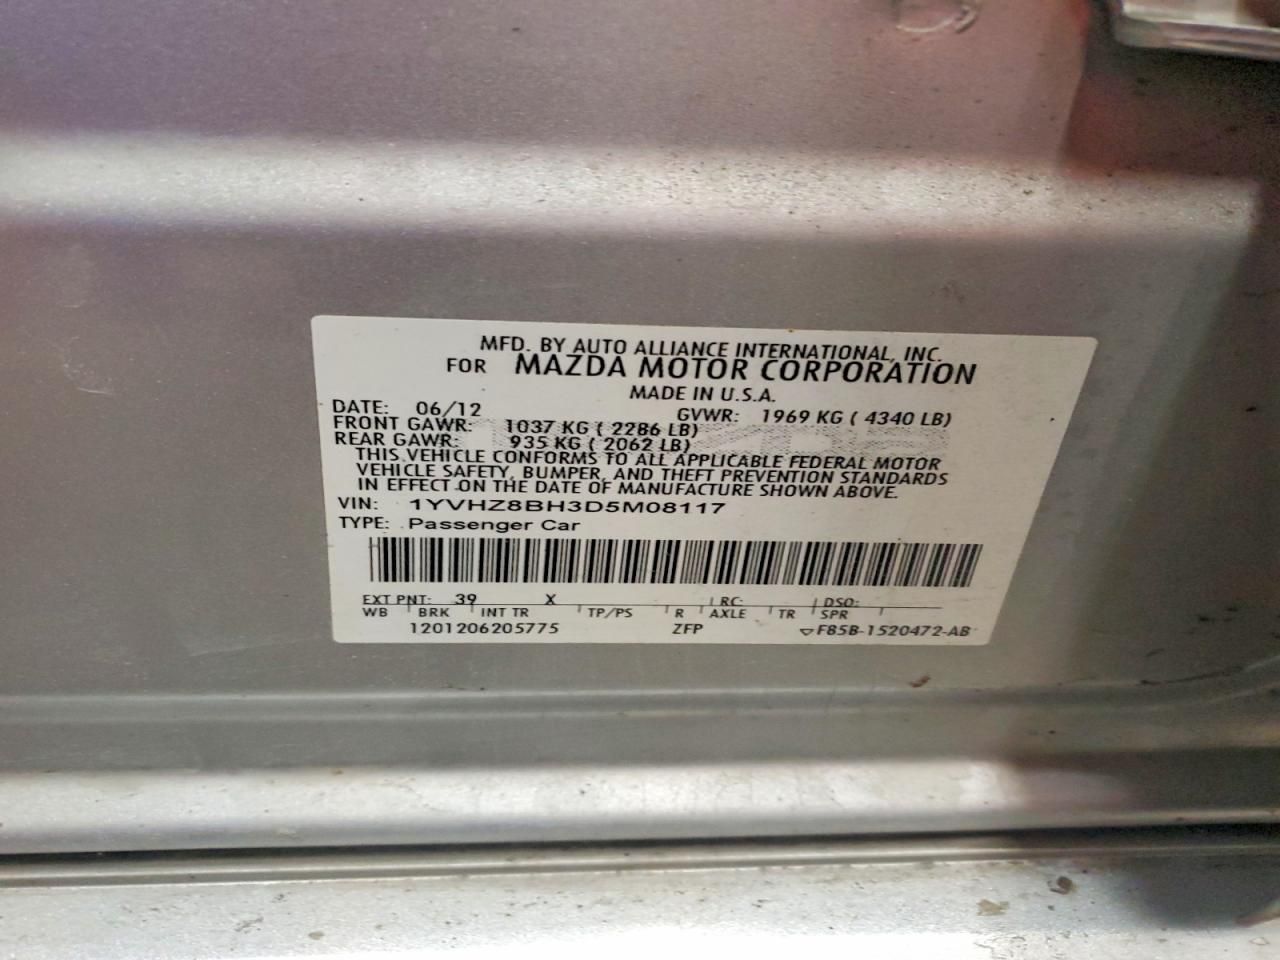 MFD. BY AUTO ALLIANCE INTERNATIONAL, INC.
FOR MAZDA MOTOR CORPORATION
MADE IN U.S.A.
DATE: 06/12 GVWR: 1969 KG ( 4340 LB)
FRONT GAWR: 1037 KG ( 2286 LB)
REAR GAWR: 935 KG ( 2062 LB)
THIS VEHICLE CONFORMS TO ALL APPLICABLE FEDERAL MOTOR
VEHICLE SAFETY, BUMPER, AND THEFT PREVENTION STANDARDS
IN EFFECT ON THE DATE OF MANUFACTURE SHOWN ABOVE.
VIN: 1YVHZ8BH3D5M08117
TYPE: Passenger Car
EXT PNT: 39 X RC: DSO:
WB BRK INT TR TP/PS R AXLE TR SPR
1201206205775 ZFP F85B-1520472-AB